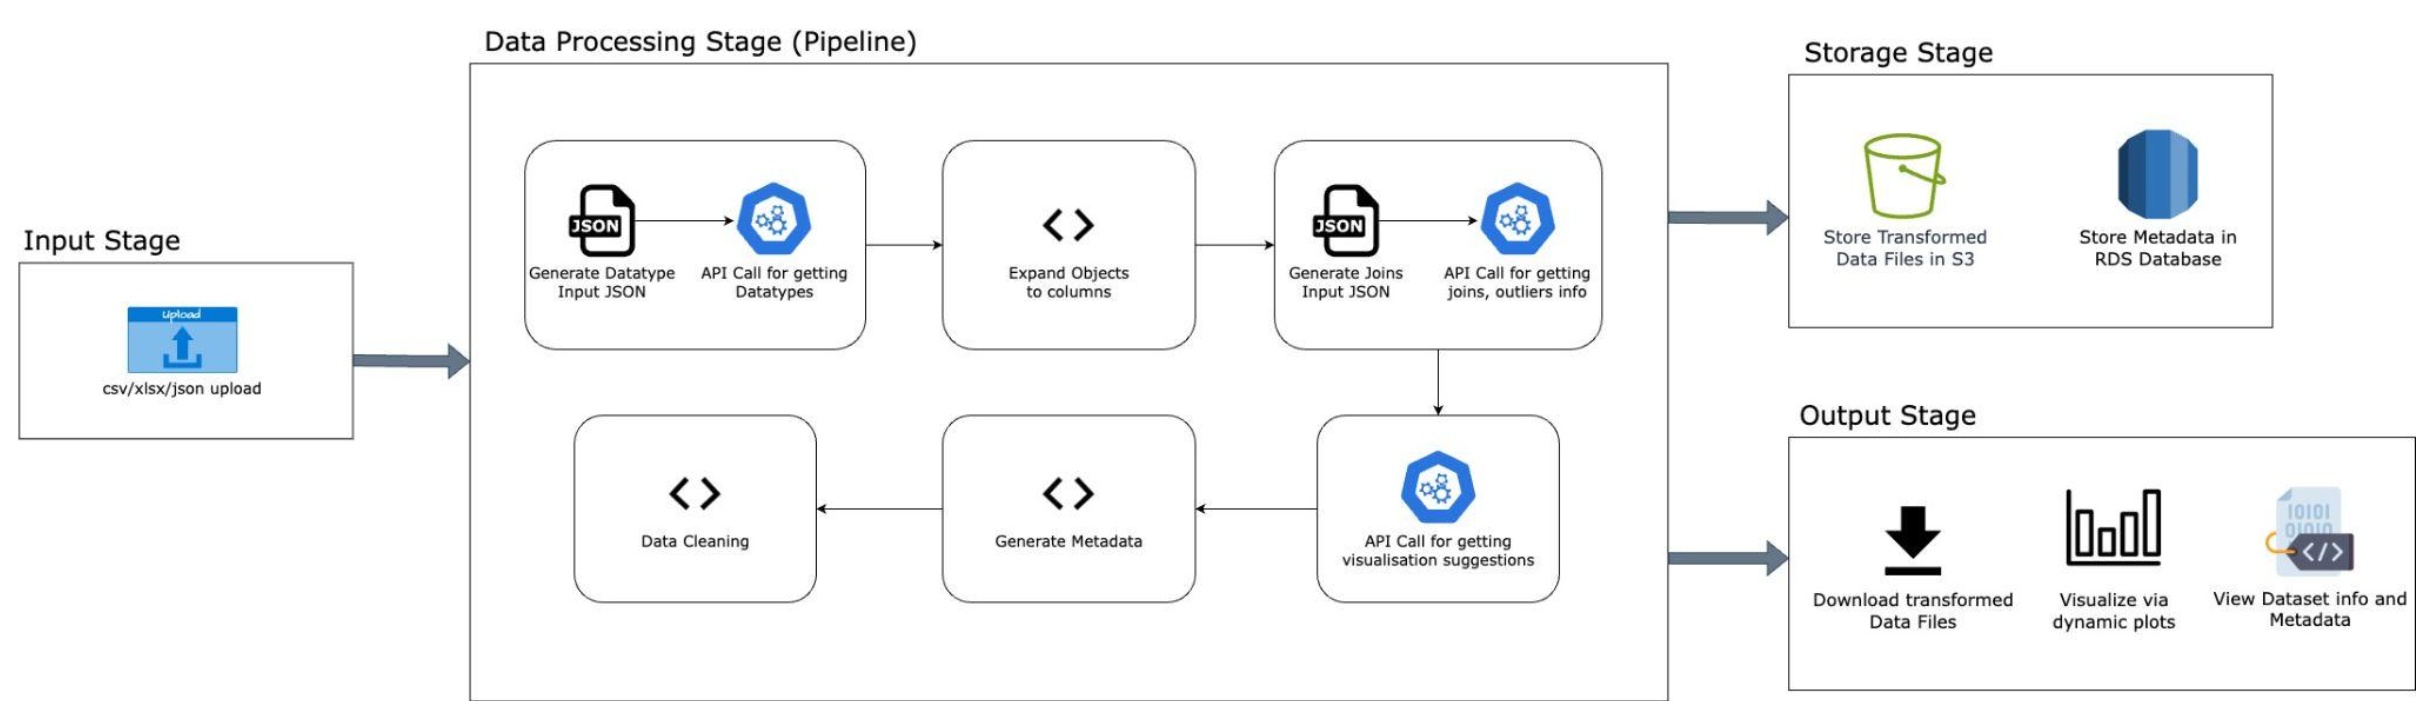 Data Processing Stage (Pipeline)
Storage Stage
Input Stage
Upload
csv/xlsx/json upload
JSON
Generate Datatype
Input JSON
API Call for getting
Datatypes
Expand Objects
to columns
JSON
Generate Joins
Input JSON
API Call for getting
joins, outliers info
Data Cleaning
Generate Metadata
API Call for getting
visualisation suggestions
Store Transformed
Data Files in S3
Store Metadata in
RDS Database
Output Stage
Download transformed
Data Files
Visualize via
dynamic plots
10101
01010
</>
View Dataset info and
Metadata